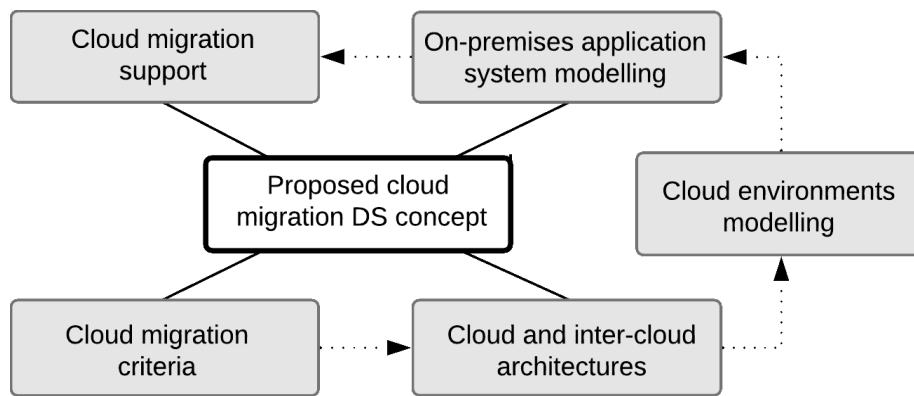 Cloud migration
support
On-premises application
system modelling
Proposed cloud
migration DS concept
Cloud environments
modelling
Cloud migration
criteria
Cloud and inter-cloud
architectures